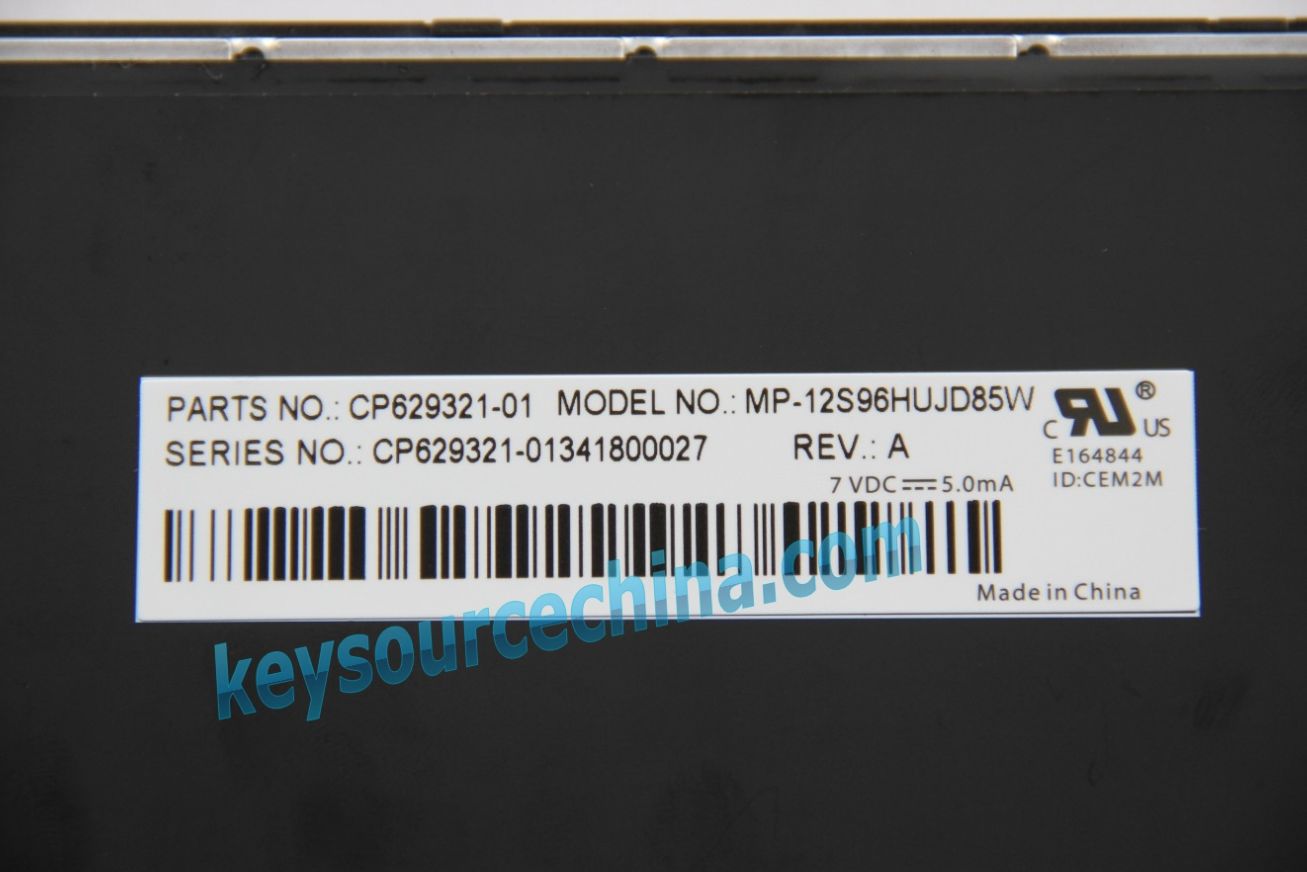 PARTS NO.: CP629321-01 MODEL NO.: MP-12S96HUJD85W
SERIES NO.: CP629321-01341800027 REV.: A
7 VDC⎓5.0mA
C RU® US
E164844
ID:CEM2M
Made in China
keysourcechina.com